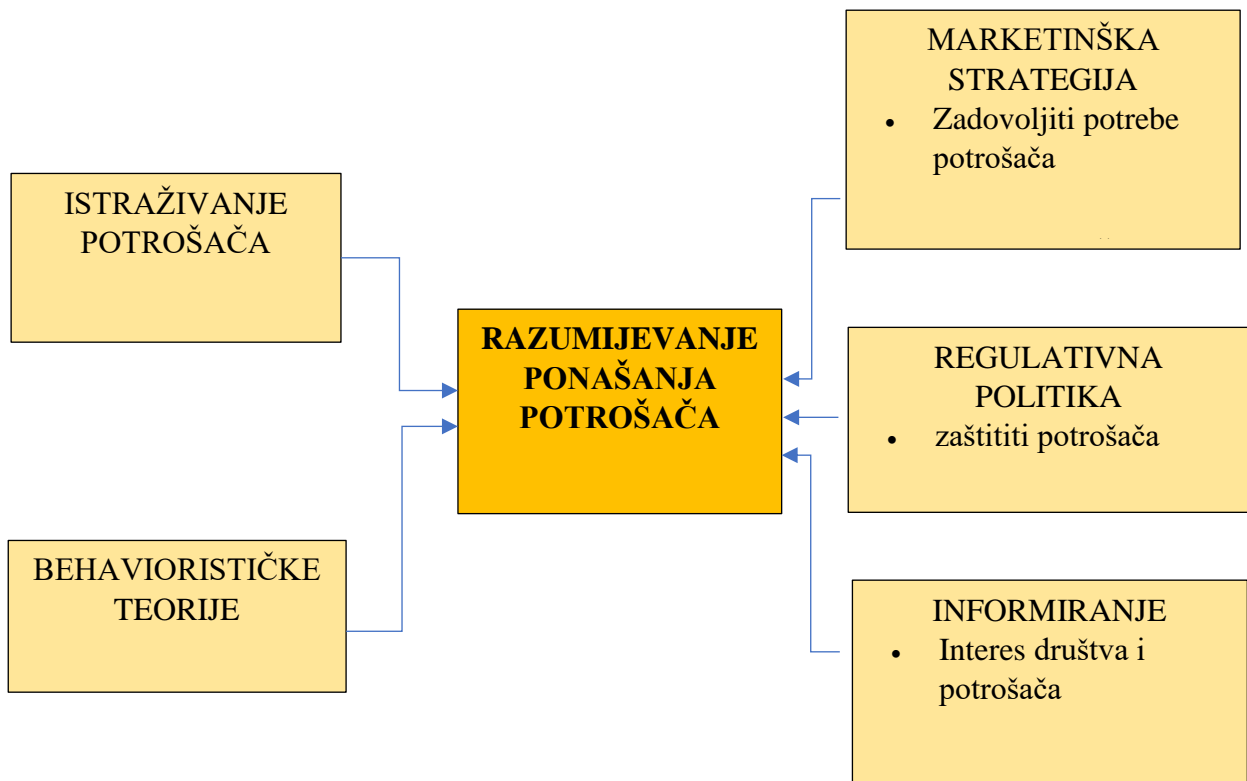 ISTRAŽIVANJE
POTROŠAČA
BEHAVIORISTIČKE
TEORIJE
RAZUMIJEVANJE
PONAŠANJA
POTROŠAČA
MARKETINŠKA
STRATEGIJA
• Zadovoljiti potrebe
potrošača
REGULATIVNA
POLITIKA
• zaštititi potrošača
INFORMIRANJE
• Interes društva i
potrošača